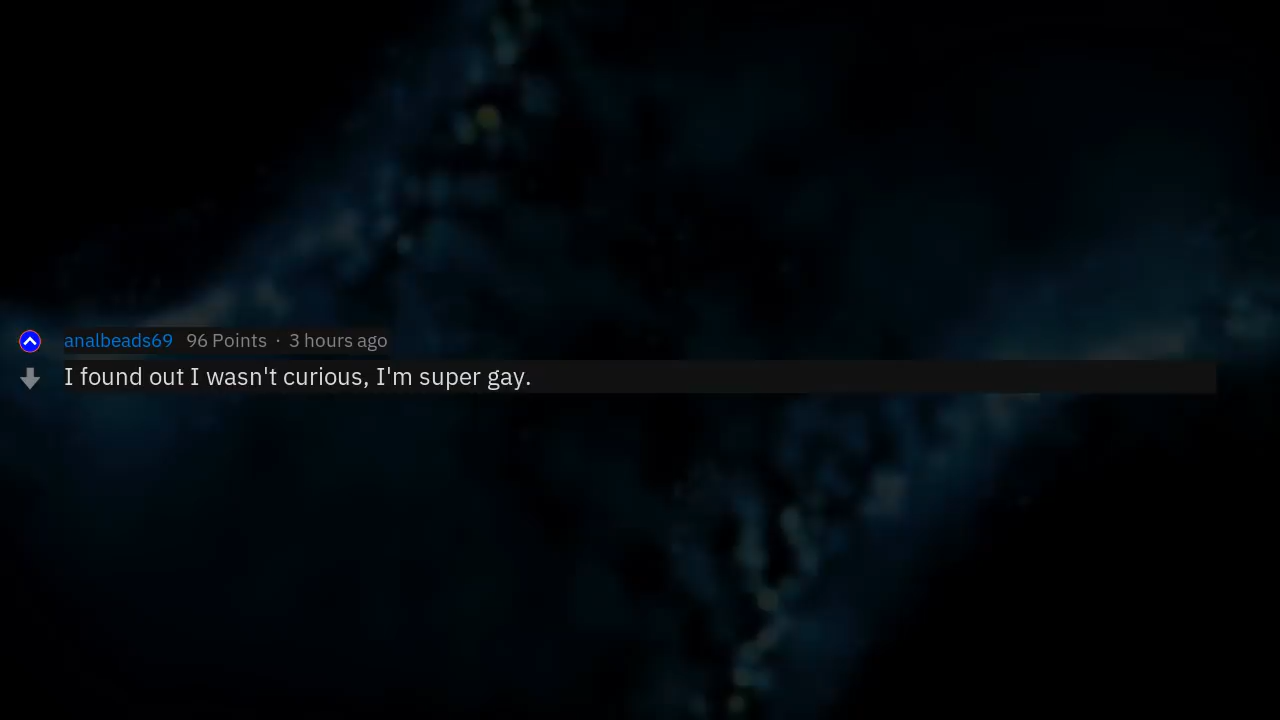 analbeads69 96 Points · 3 hours ago
I found out I wasn't curious, I'm super gay.